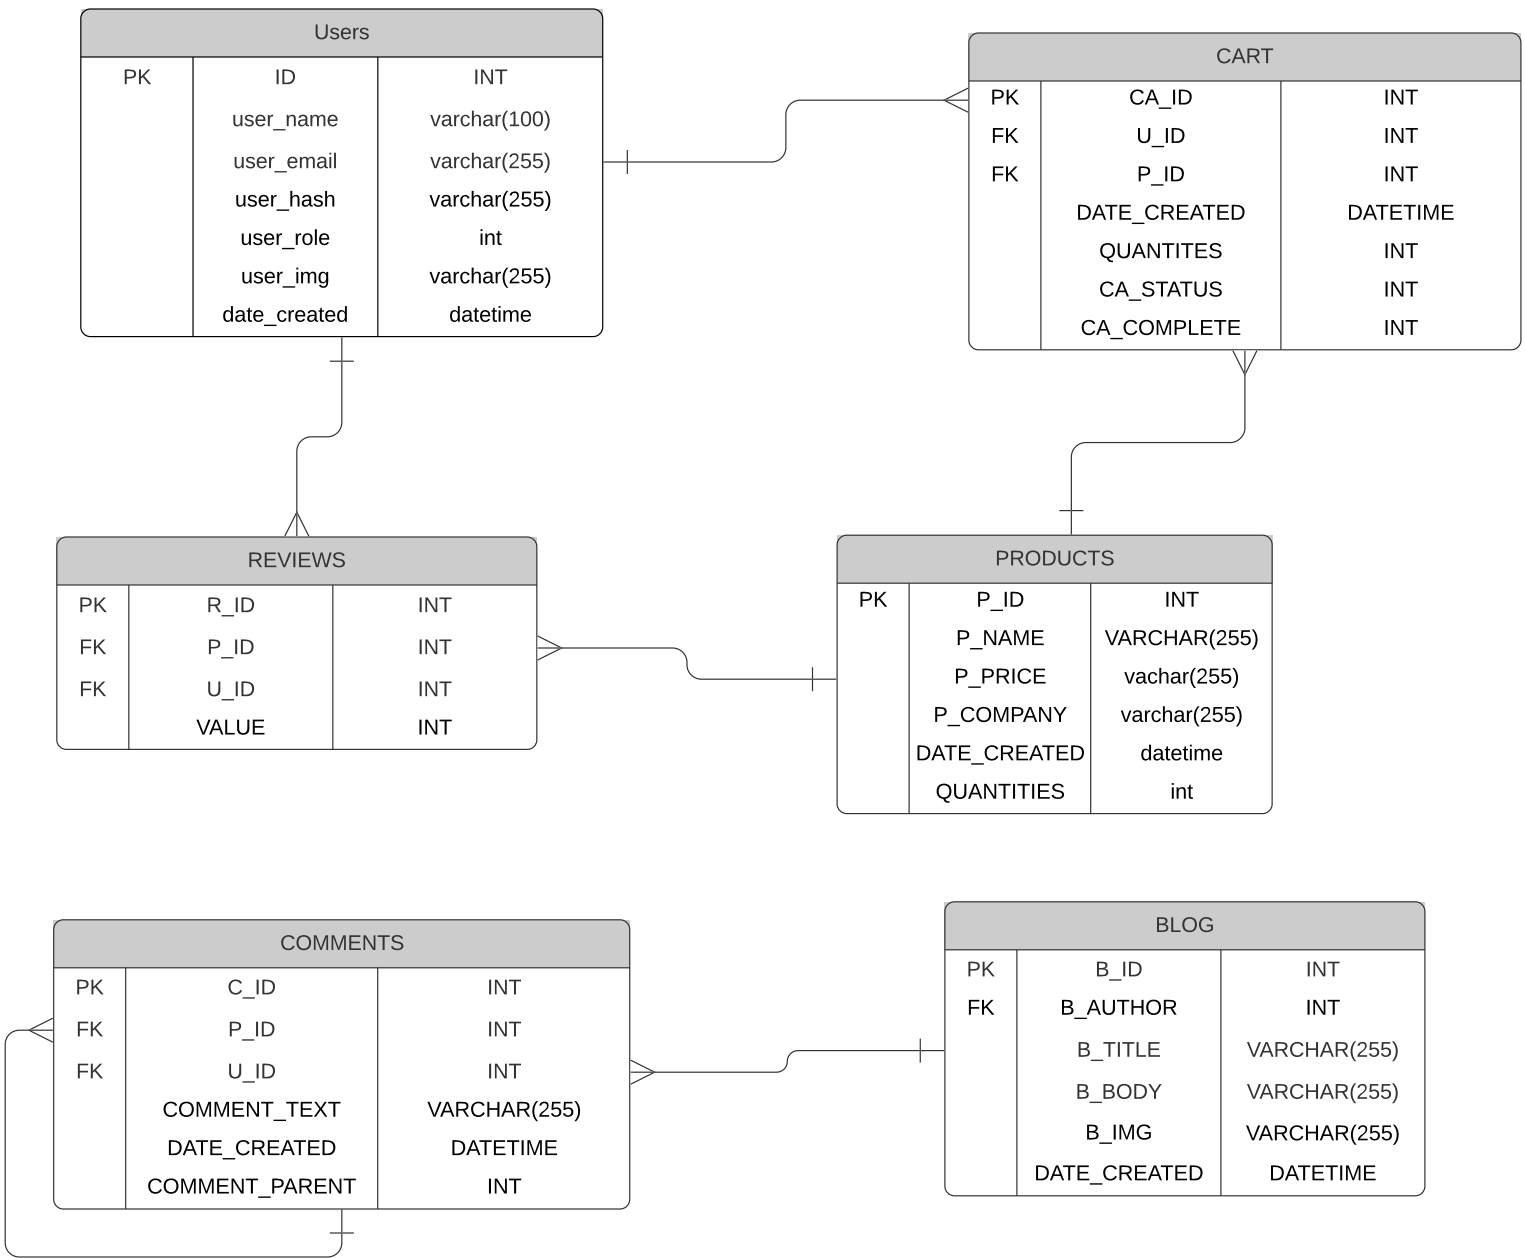 Users
PK ID INT
user_name varchar(100)
user_email varchar(255)
user_hash varchar(255)
user_role int
user_img varchar(255)
date_created datetime
CART
PK CA_ID INT
FK U_ID INT
FK P_ID INT
DATE_CREATED DATETIME
QUANTITES INT
CA_STATUS INT
CA_COMPLETE INT
REVIEWS
PK R_ID INT
FK P_ID INT
FK U_ID INT
VALUE INT
PRODUCTS
PK P_ID INT
P_NAME VARCHAR(255)
P_PRICE vachar(255)
P_COMPANY varchar(255)
DATE_CREATED datetime
QUANTITIES int
COMMENTS
PK C_ID INT
FK P_ID INT
FK U_ID INT
COMMENT_TEXT VARCHAR(255)
DATE_CREATED DATETIME
COMMENT_PARENT INT
BLOG
PK B_ID INT
FK B_AUTHOR INT
B_TITLE VARCHAR(255)
B_BODY VARCHAR(255)
B_IMG VARCHAR(255)
DATE_CREATED DATETIME